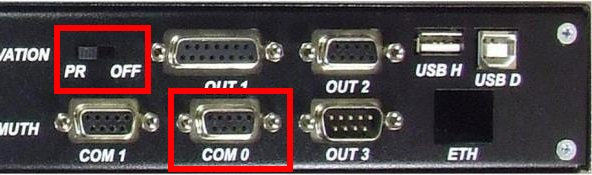 VATION
PR OFF
OUT 1
OUT 2
USB H
USB D
MUTH
COM 1
COM 0
OUT 3
ETH